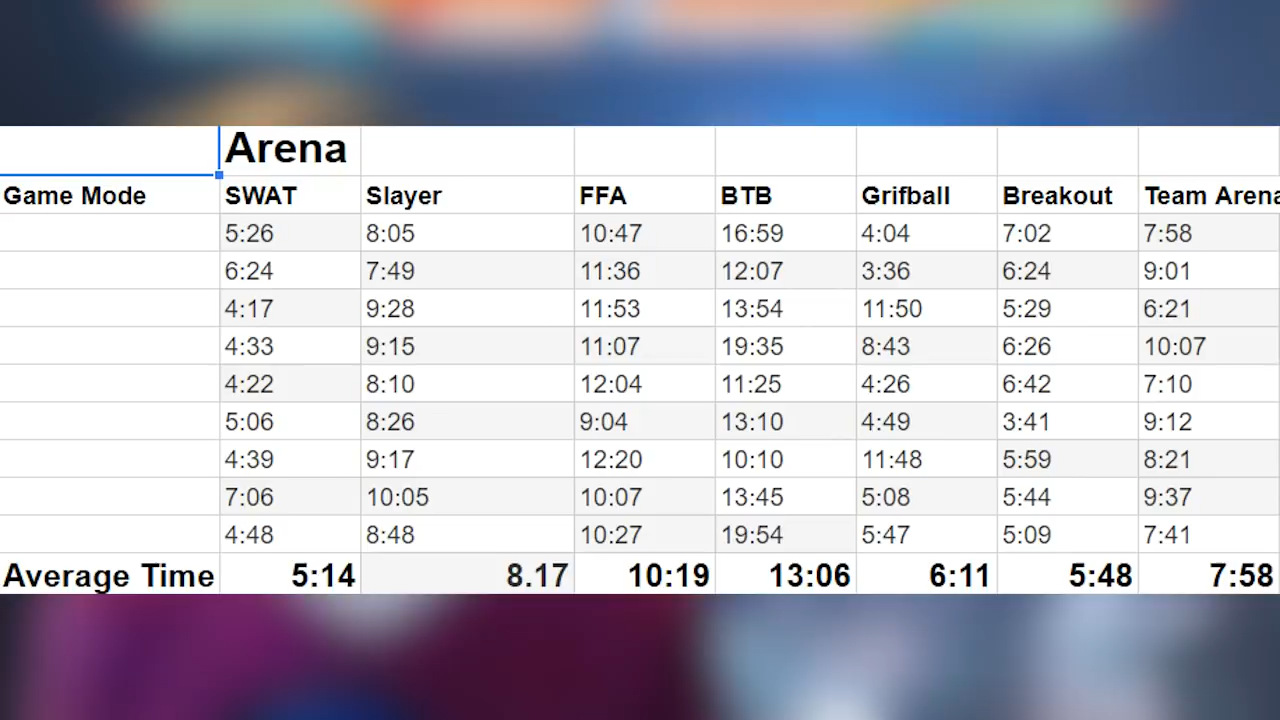 Arena
Game Mode SWAT Slayer FFA BTB Grifball Breakout Team Arena
5:26 8:05 10:47 16:59 4:04 7:02 7:58
6:24 7:49 11:36 12:07 3:36 6:24 9:01
4:17 9:28 11:53 13:54 11:50 5:29 6:21
4:33 9:15 11:07 19:35 8:43 6:26 10:07
4:22 8:10 12:04 11:25 4:26 6:42 7:10
5:06 8:26 9:04 13:10 4:49 3:41 9:12
4:39 9:17 12:20 10:10 11:48 5:59 8:21
7:06 10:05 10:07 13:45 5:08 5:44 9:37
4:48 8:48 10:27 19:54 5:47 5:09 7:41
Average Time 5:14 8.17 10:19 13:06 6:11 5:48 7:58